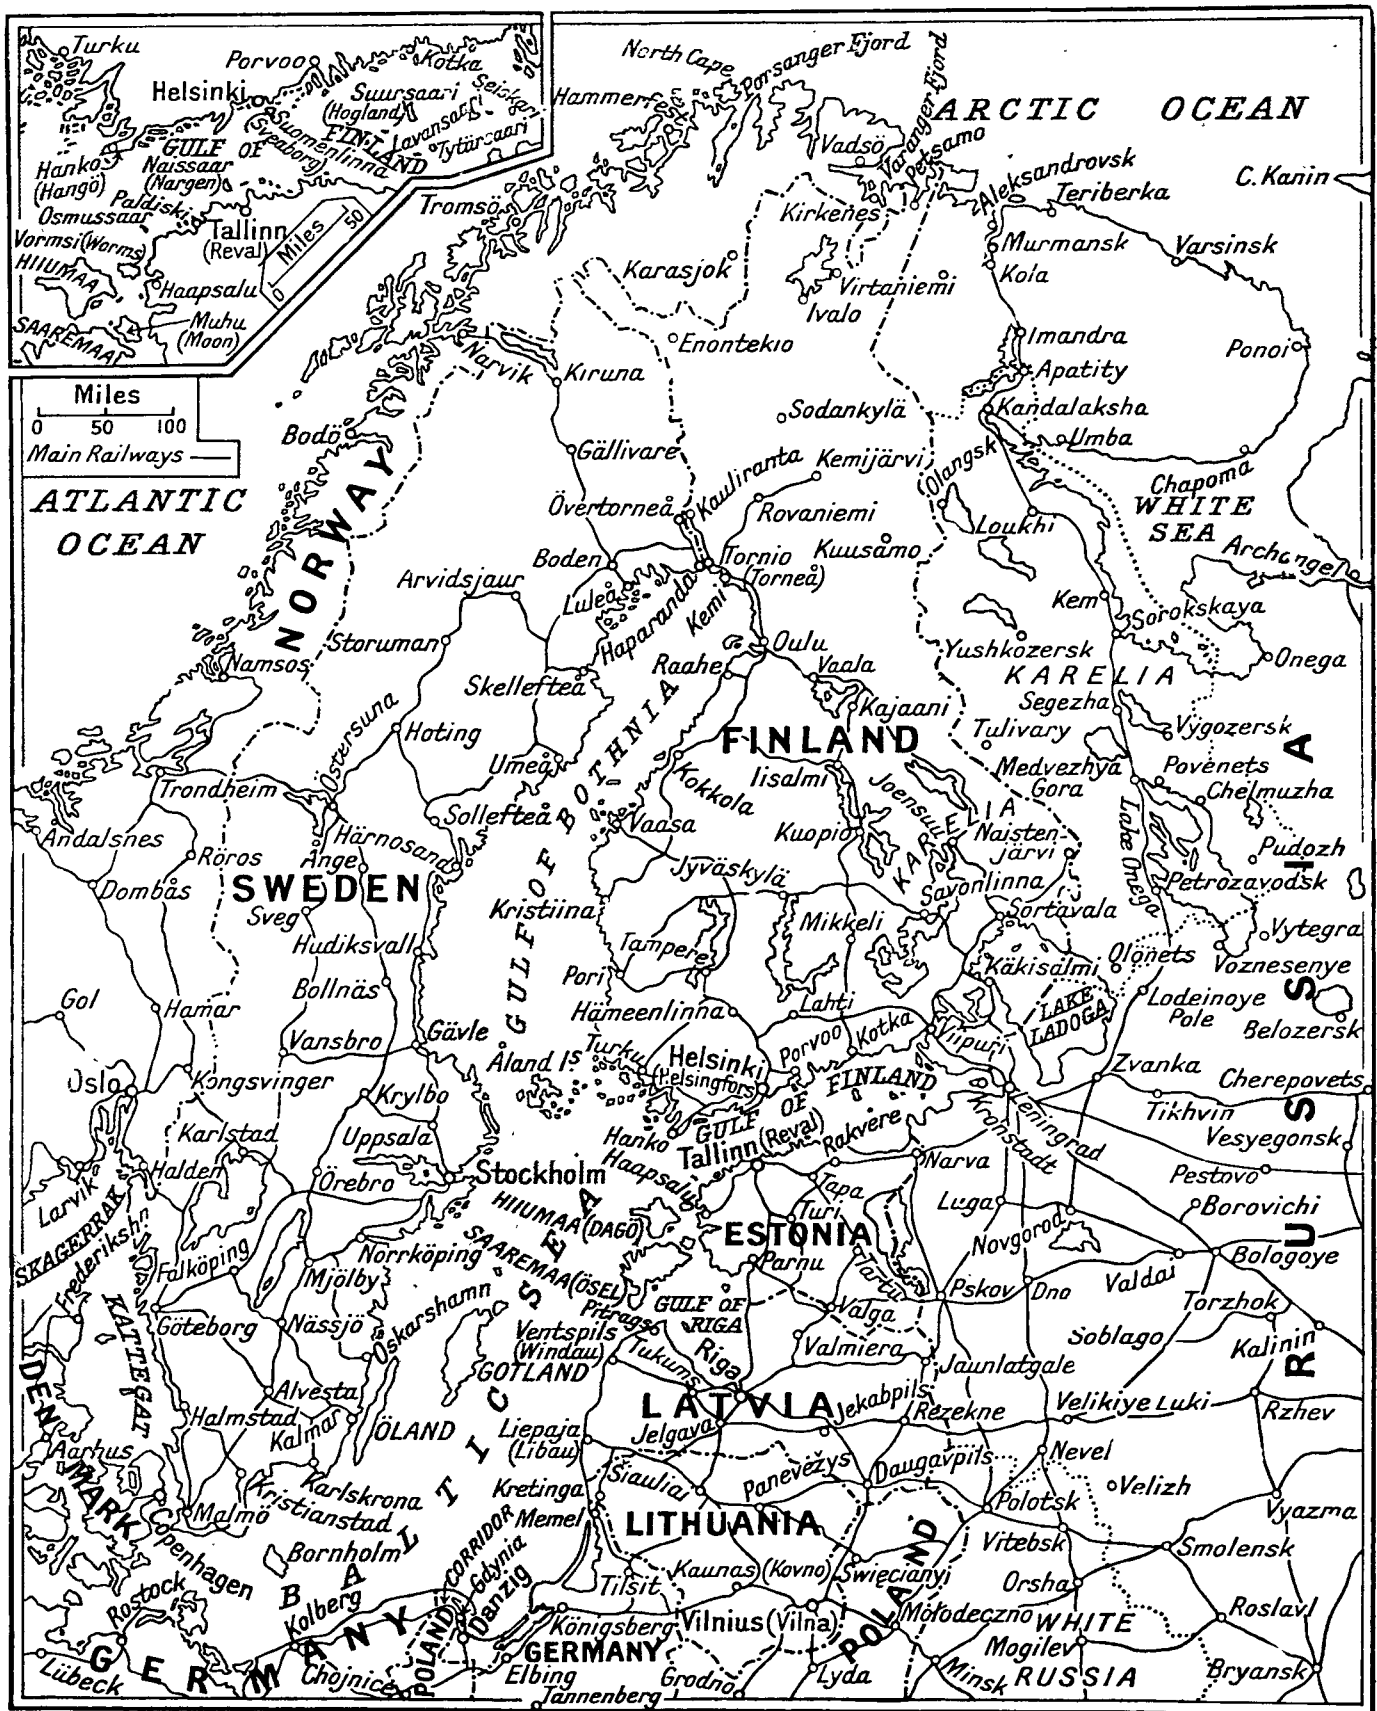 Turku
Porvoo
Kotka
Helsinki
Suursaari
(Hogland)
Seiskari
Lavansaari
Tytärsaari
Suomenlinna
(Sveaborg)
GULF OF
FINLAND
Hanko
(Hangö)
Naissaar
(Nargen)
Paldiski
Osmussaar
Tallinn
(Reval)
Vormsi (Worms)
HIIUMAA
Haapsalu
SAAREMAA
Muhu
(Moon)
Miles
0 50
Miles
0 50 100
Main Railways
ATLANTIC
OCEAN
ARCTIC OCEAN
North Cape
Porsanger Fjord
Hammerfest
Varanger Fjord
Vadsö
Petsamo
Kirkenes
Aleksandrovsk
Teriberka
C. Kanin
Tromsö
Murmansk
Varsinsk
Kola
Karasjok
Virtaniemi
Ivalo
Imandra
Enontekio
Ponoi
Narvik
Kiruna
Apatity
Kandalaksha
Sodankylä
Umba
Bodö
Gällivare
Kauliranta
Kemijärvi
Olangsk
Chapoma
WHITE
SEA
NORWAY
Övertorneå
Rovaniemi
Loukhi
Boden
Tornio
(Torneå)
Kuusamo
Archangel
Arvidsjaur
Luleå
Haparanda
Kemi
Kem
Sorokskaya
Storuman
Oulu
Yushkozersk
Onega
Namsos
Raahe
Vaala
KARELIA
Skellefteå
Segezha
Kajaani
Östersuna
Hoting
FINLAND
Tulivary
Vygozersk
Umeå
Iisalmi
Medvezhya
Gora
Povenets
Trondheim
Kokkola
Joensuu
Chelmuzha
Sollefteå
GULF OF BOTHNIA
Vaasa
Kuopio
KARELIA
Naisten-
järvi
Lake Onega
Åndalsnes
Härnosand
Pudozh
Röros
Ånge
Jyväskylä
Dombås
SWEDEN
Savonlinna
Petrozavodsk
Sveg
Kristiina
Mikkeli
Sortavala
Hudiksvall
Tampere
Vytegra
Olonets
Voznesenye
Pori
Käkisalmi
Gol
Bollnäs
Hamar
Hämeenlinna
Lahti
LAKE
LADOGA
Lodeinoye
Pole
Belozersk
Vansbro
Gävle
Åland Is
Turku
Helsinki
(Helsingfors)
Porvoo
Kotka
Viipuri
Oslo
Kongsvinger
Zvanka
Cherepovets
Krylbo
GULF OF FINLAND
Leningrad
Kronstadt
Tikhvin
Vesyegonsk
Karlstad
Uppsala
Hanko
Tallinn (Reval)
Rakvere
Halden
Narva
Pestovo
Larvik
Örebro
Stockholm
Haapsalu
Tapa
Luga
Borovichi
SKAGERRAK
HIIUMAA (DAGÖ)
Turi
ESTONIA
Novgorod
Frederikshn
Falköping
Norrköping
SAAREMAA (ÖSEL)
Parnu
Tartu
Valdai
Bologoye
Mjölby
Pskov
Dno
KATTEGAT
Oskarshamn
Pitrags
GULF OF
RIGA
Valga
Torzhok
Göteborg
Nässjö
Ventspils
(Windau)
Valmiera
Soblago
Kalinin
GOTLAND
Tukums
Riga
Jaunlatgale
DENMARK
Alvesta
LATVIA
Jekabpils
Rezekne
Velikiye Luki
Rzhev
Halmstad
Kalmar
ÖLAND
Liepaja
(Libau)
Jelgava
Aarhus
Nevel
Siauliai
Panevėžys
Daugavpils
Velizh
Karlskrona
Kristianstad
Kretinga
Malmö
Memel
LITHUANIA
Polotsk
Vyazma
Copenhagen
Bornholm
CORRIDOR
Vitebsk
Smolensk
BALTIC SEA
Gdynia
Danzig
Tilsit
Kaunas (Kovno)
Święciany
Orsha
Rostock
Kolberg
Königsberg
Vilnius (Vilna)
POLAND
Mołodeczno
WHITE
RUSSIA
Mogilev
Roslavl
GERMANY
POLAND
GERMANY
Lübeck
Chojnice
Elbing
Tannenberg
Grodno
Lyda
Minsk
Bryansk
RUSSIA